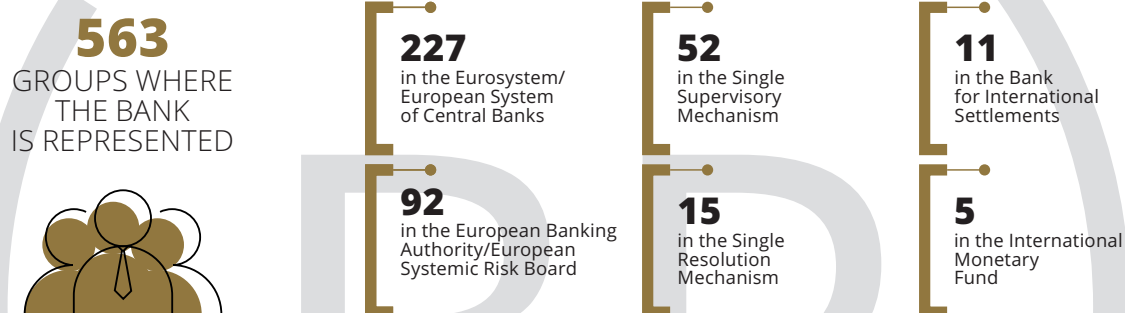 563
GROUPS WHERE
THE BANK
IS REPRESENTED
227
in the Eurosystem/
European System
of Central Banks
52
in the Single
Supervisory
Mechanism
11
in the Bank
for International
Settlements
92
in the European Banking
Authority/European
Systemic Risk Board
15
in the Single
Resolution
Mechanism
5
in the International
Monetary
Fund